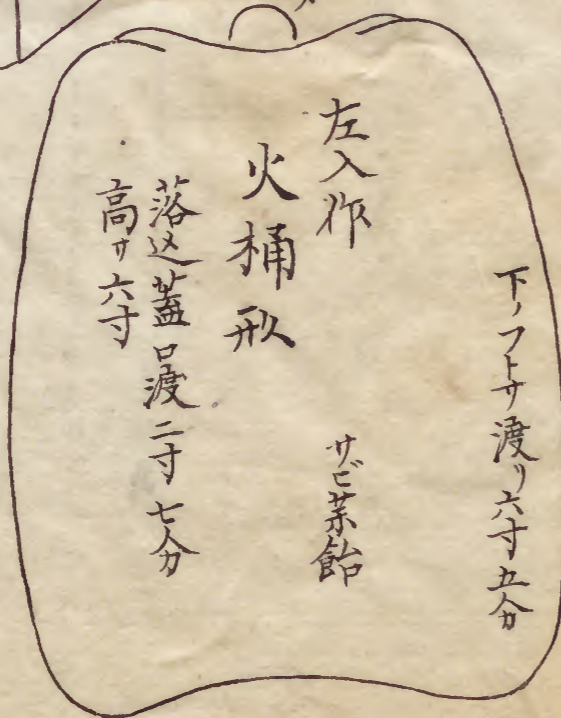 下ノフトサ渡リ六寸五分
左入作
サビ茶飴
火桶形
落込蓋口渡二寸七分
高サ六寸